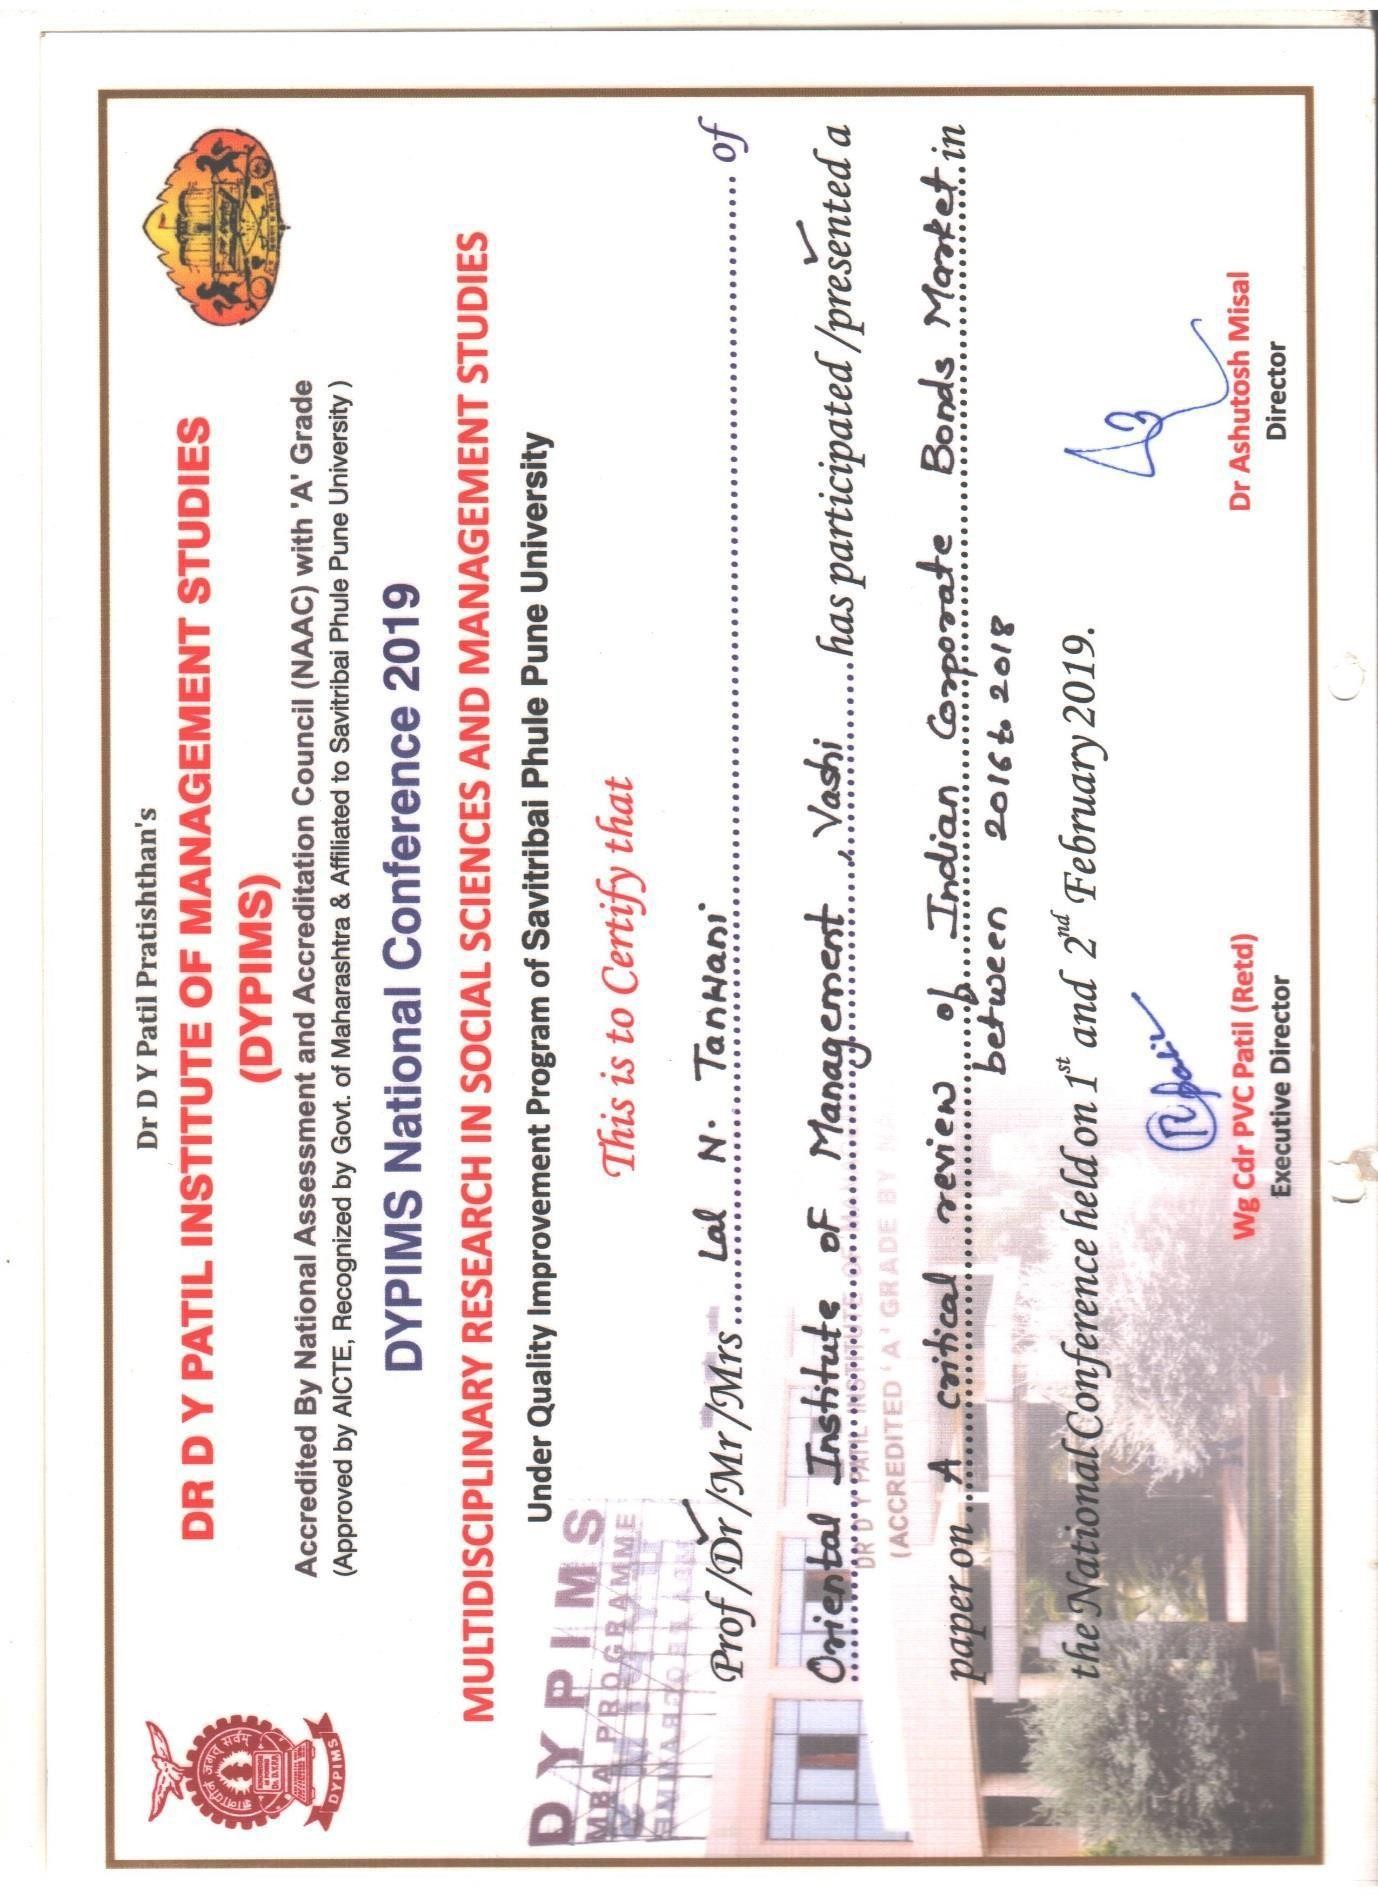 Dr D Y Patil Pratishthan's
DR D Y PATIL INSTITUTE OF MANAGEMENT STUDIES
(DYPIMS)
Accredited By National Assessment and Accreditation Council (NAAC) with 'A' Grade
(Approved by AICTE, Recognized by Govt. of Maharashtra & Affiliated to Savitribal Phule Pune University )
DYPIMS National Conference 2019
MULTIDISCIPLINARY RESEARCH IN SOCIAL SCIENCES AND MANAGEMENT STUDIES
Under Quality Improvement Program of Savitribai Phule Pune University
This is to Certify that
Prof /Dr /Mr /Mrs Lal N. Tanwani of
Oriental Institute of Management, Vashi has participated /presented a
paper on A critical review of Indian Corporate Bonds Market in
between 2016 to 2018
the National Conference held on 1st and 2nd February 2019.
Wg Cdr PVC Patil (Retd)
Executive Director
Dr Ashutosh Misal
Director
DYPIMS
DYPIMS
MBA PROGRAMME
DR D Y PATIL INSTITUTE OF
(ACCREDITED 'A' GRADE BY NA